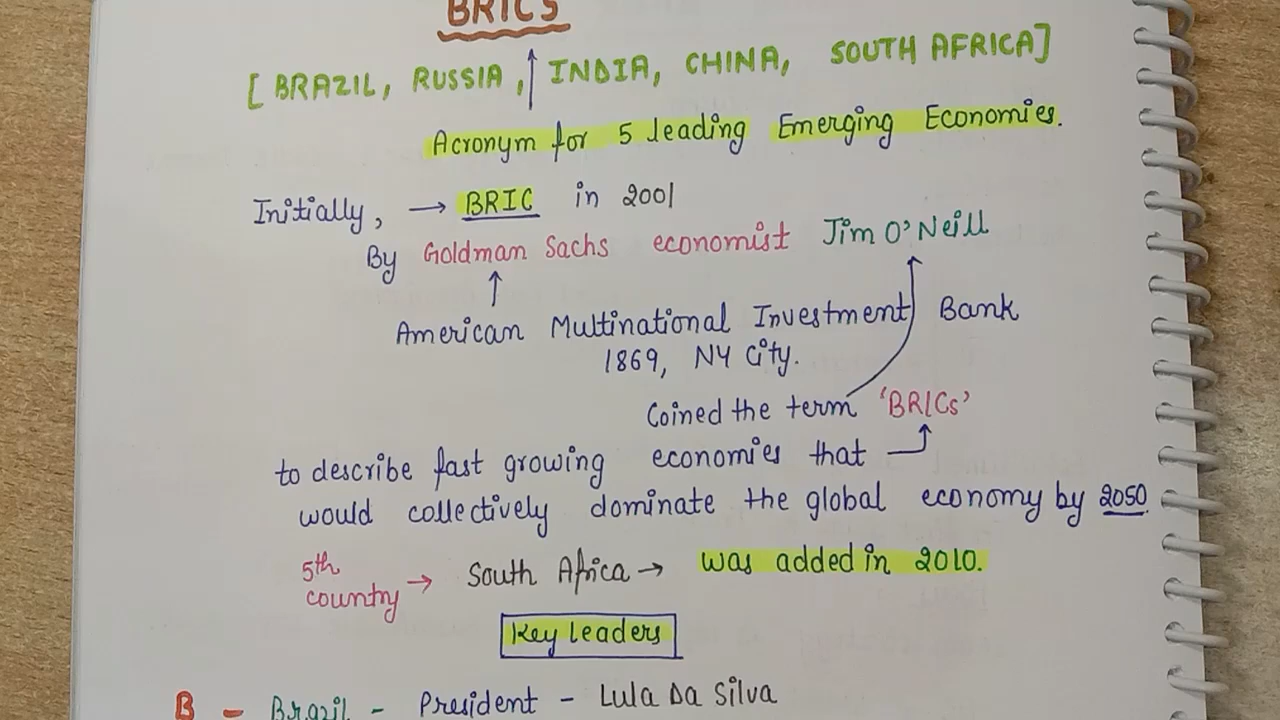 BRICS
[ BRAZIL, RUSSIA, INDIA, CHINA, SOUTH AFRICA]
Acronym for 5 leading Emerging Economies.
Initially, → BRIC in 2001
By Goldman Sachs economist Jim O'Neill
American Multinational Investment Bank
1869, NY City.
Coined the term 'BRICs'
to describe fast growing economies that
would collectively dominate the global economy by 2050
5th country → South Africa → was added in 2010.
Key leaders
B - Brazil - President - Lula Da Silva